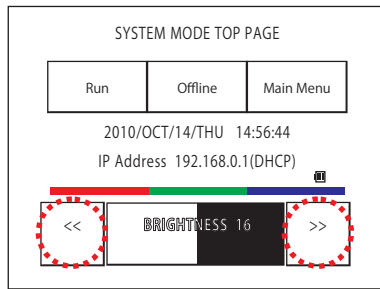 SYSTEM MODE TOP PAGE
Run Offline Main Menu
2010/OCT/14/THU 14:56:44
IP Address 192.168.0.1(DHCP)
<< BRIGHTNESS 16 >>